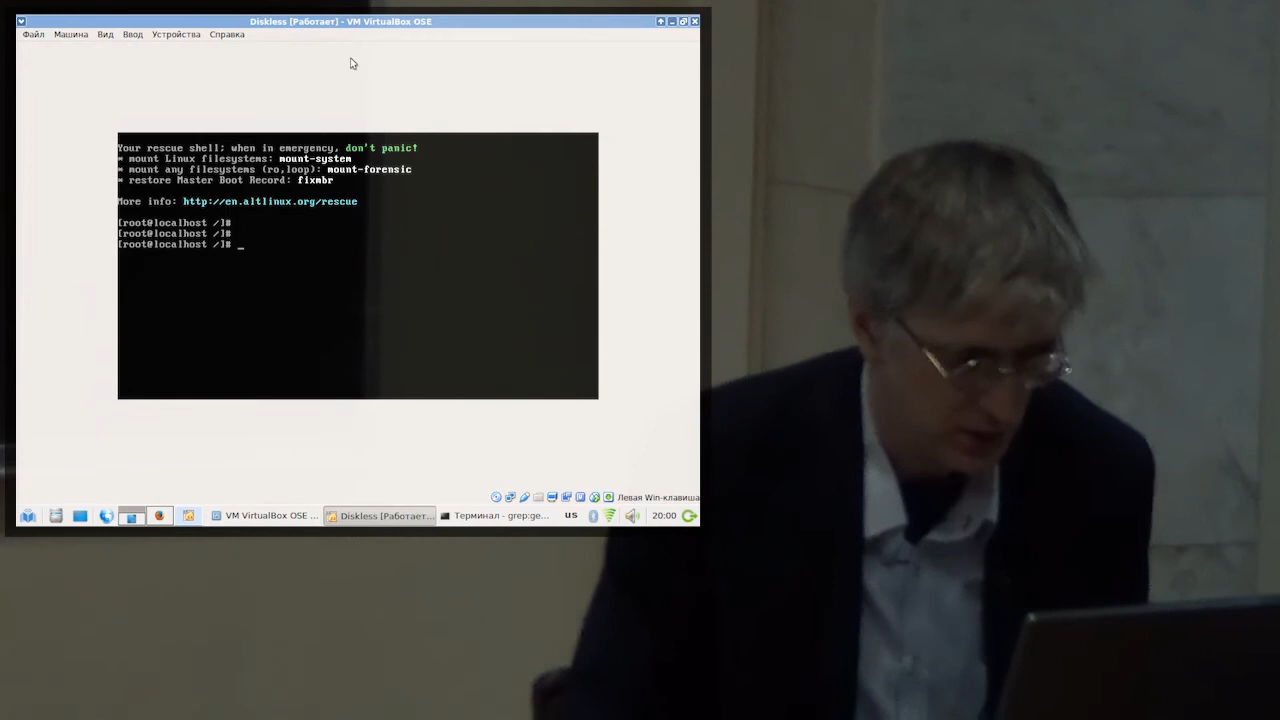 Diskless [Работает] - VM VirtualBox OSE
Файл Машина Вид Ввод Устройства Справка
Your rescue shell; when in emergency, don't panic!
* mount Linux filesystems: mount-system
* mount any filesystems (ro,loop): mount-forensic
* restore Master Boot Record: fixmbr
More info: http://en.altlinux.org/rescue
[root@localhost /]#
[root@localhost /]#
[root@localhost /]# _
Левая Win-клавиша
VM VirtualBox OSE ... Diskless [Работает... Терминал - grep:ge... us 20:00